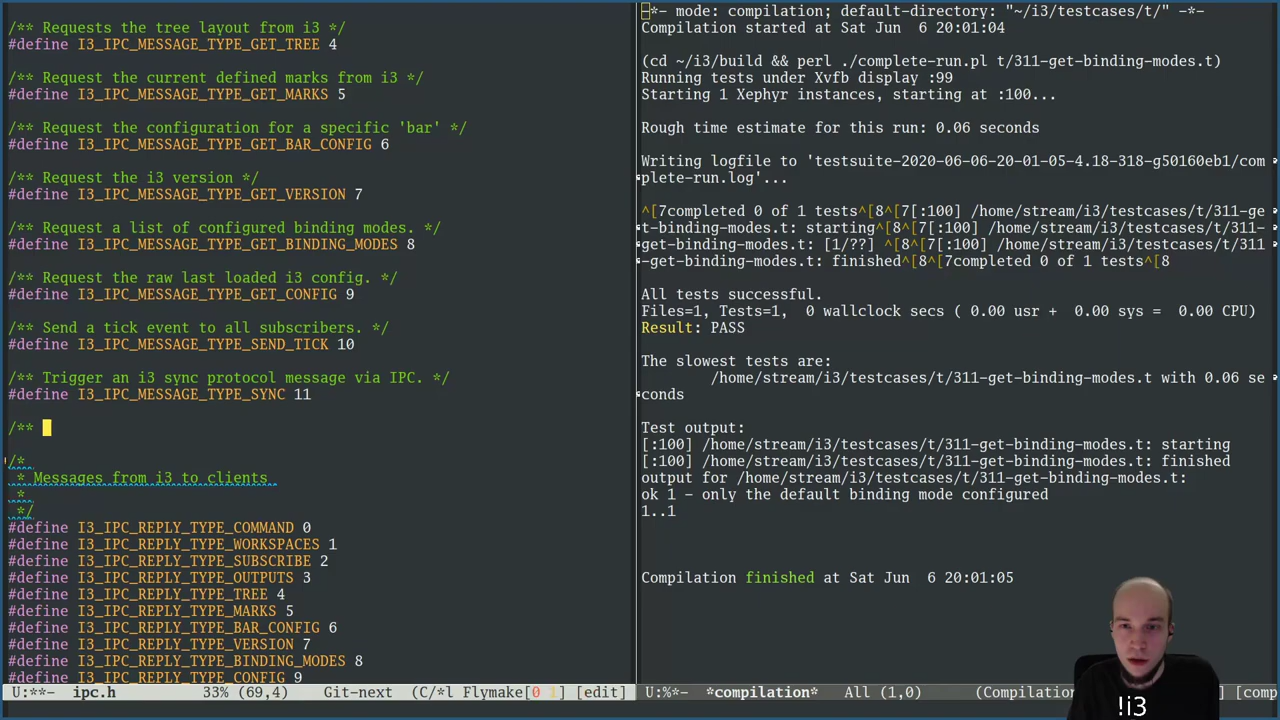 /** Requests the tree layout from i3 */
#define I3_IPC_MESSAGE_TYPE_GET_TREE 4
/** Request the current defined marks from i3 */
#define I3_IPC_MESSAGE_TYPE_GET_MARKS 5
/** Request the configuration for a specific 'bar' */
#define I3_IPC_MESSAGE_TYPE_GET_BAR_CONFIG 6
/** Request the i3 version */
#define I3_IPC_MESSAGE_TYPE_GET_VERSION 7
/** Request a list of configured binding modes. */
#define I3_IPC_MESSAGE_TYPE_GET_BINDING_MODES 8
/** Request the raw last loaded i3 config. */
#define I3_IPC_MESSAGE_TYPE_GET_CONFIG 9
/** Send a tick event to all subscribers. */
#define I3_IPC_MESSAGE_TYPE_SEND_TICK 10
/** Trigger an i3 sync protocol message via IPC. */
#define I3_IPC_MESSAGE_TYPE_SYNC 11
/**
/*
 * Messages from i3 to clients
 *
 */
#define I3_IPC_REPLY_TYPE_COMMAND 0
#define I3_IPC_REPLY_TYPE_WORKSPACES 1
#define I3_IPC_REPLY_TYPE_SUBSCRIBE 2
#define I3_IPC_REPLY_TYPE_OUTPUTS 3
#define I3_IPC_REPLY_TYPE_TREE 4
#define I3_IPC_REPLY_TYPE_MARKS 5
#define I3_IPC_REPLY_TYPE_BAR_CONFIG 6
#define I3_IPC_REPLY_TYPE_VERSION 7
#define I3_IPC_REPLY_TYPE_BINDING_MODES 8
#define I3_IPC_REPLY_TYPE_CONFIG 9
U:**-  ipc.h          33% (69,4)     Git-next  (C/*l Flymake[0 1] [edit]
-*- mode: compilation; default-directory: "~/i3/testcases/t/" -*-
Compilation started at Sat Jun  6 20:01:04
(cd ~/i3/build && perl ./complete-run.pl t/311-get-binding-modes.t)
Running tests under Xvfb display :99
Starting 1 Xephyr instances, starting at :100...
Rough time estimate for this run: 0.06 seconds
Writing logfile to 'testsuite-2020-06-06-20-01-05-4.18-318-g50160eb1/com
plete-run.log'...
^[7completed 0 of 1 tests^[8^[7[:100] /home/stream/i3/testcases/t/311-ge
t-binding-modes.t: starting^[8^[7[:100] /home/stream/i3/testcases/t/311-
get-binding-modes.t: [1/??] ^[8^[7[:100] /home/stream/i3/testcases/t/311
-get-binding-modes.t: finished^[8^[7completed 0 of 1 tests^[8
All tests successful.
Files=1, Tests=1,  0 wallclock secs ( 0.00 usr +  0.00 sys =  0.00 CPU)
Result: PASS
The slowest tests are:
        /home/stream/i3/testcases/t/311-get-binding-modes.t with 0.06 se
conds
Test output:
[:100] /home/stream/i3/testcases/t/311-get-binding-modes.t: starting
[:100] /home/stream/i3/testcases/t/311-get-binding-modes.t: finished
output for /home/stream/i3/testcases/t/311-get-binding-modes.t:
ok 1 - only the default binding mode configured
1..1
Compilation finished at Sat Jun  6 20:01:05
U:%*-  *compilation*   All (1,0)      (Compilation ] [comp
!i3